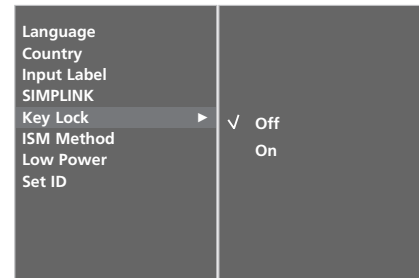 Language
Country
Input Label
SIMPLINK
Key Lock
ISM Method
Low Power
Set ID
Off
On